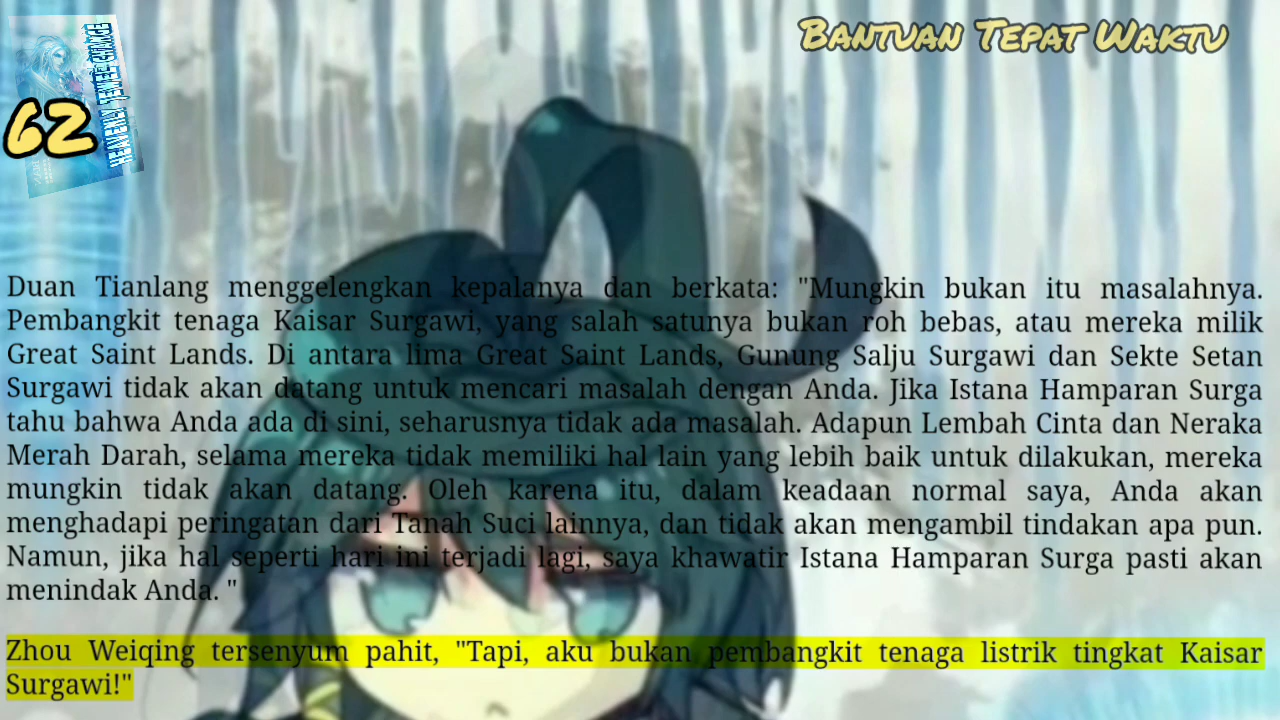 Bantuan Tepat Waktu
HEAVENLY JEWEL CHANGE
62
Duan Tianlang menggelengkan kepalanya dan berkata: "Mungkin bukan itu masalahnya.
Pembangkit tenaga Kaisar Surgawi, yang salah satunya bukan roh bebas, atau mereka milik
Great Saint Lands. Di antara lima Great Saint Lands, Gunung Salju Surgawi dan Sekte Setan
Surgawi tidak akan datang untuk mencari masalah dengan Anda. Jika Istana Hamparan Surga
tahu bahwa Anda ada di sini, seharusnya tidak ada masalah. Adapun Lembah Cinta dan Neraka
Merah Darah, selama mereka tidak memiliki hal lain yang lebih baik untuk dilakukan, mereka
mungkin tidak akan datang. Oleh karena itu, dalam keadaan normal saya, Anda akan
menghadapi peringatan dari Tanah Suci lainnya, dan tidak akan mengambil tindakan apa pun.
Namun, jika hal seperti hari ini terjadi lagi, saya khawatir Istana Hamparan Surga pasti akan
menindak Anda. "
Zhou Weiqing tersenyum pahit, "Tapi, aku bukan pembangkit tenaga listrik tingkat Kaisar
Surgawi!"